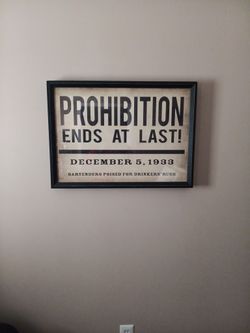 PROHIBITION
ENDS AT LAST!
DECEMBER 5, 1933
BARTENDERS POISED FOR DRINKERS' RUSH